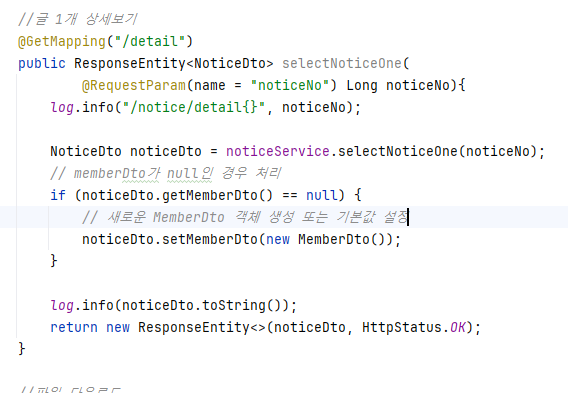 //글 1개 상세보기
@GetMapping("/detail")
public ResponseEntity<NoticeDto> selectNoticeOne(
        @RequestParam(name = "noticeNo") Long noticeNo){
    log.info("/notice/detail{}", noticeNo);

    NoticeDto noticeDto = noticeService.selectNoticeOne(noticeNo);
    // memberDto가 null인 경우 처리
    if (noticeDto.getMemberDto() == null) {
        // 새로운 MemberDto 객체 생성 또는 기본값 설정
        noticeDto.setMemberDto(new MemberDto());
    }

    log.info(noticeDto.toString());
    return new ResponseEntity<>(noticeDto, HttpStatus.OK);
}